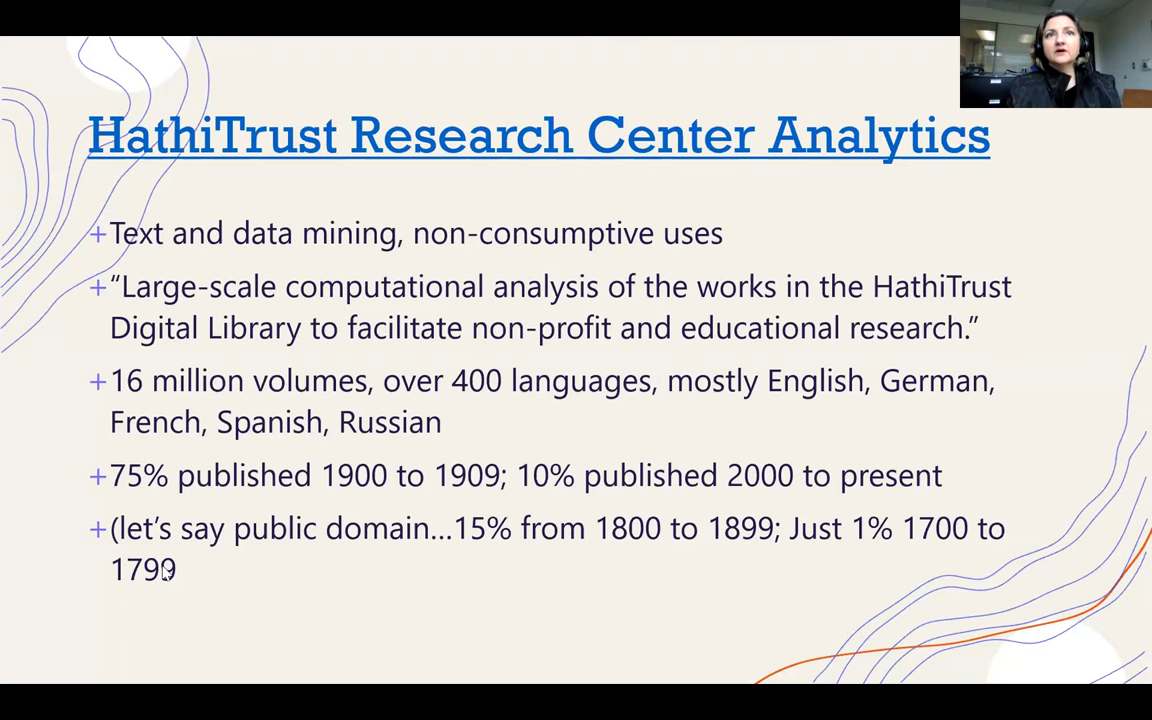 HathiTrust Research Center Analytics
+Text and data mining, non-consumptive uses
+“Large-scale computational analysis of the works in the HathiTrust
Digital Library to facilitate non-profit and educational research.”
+16 million volumes, over 400 languages, mostly English, German,
French, Spanish, Russian
+75% published 1900 to 1909; 10% published 2000 to present
+(let’s say public domain...15% from 1800 to 1899; Just 1% 1700 to
1799